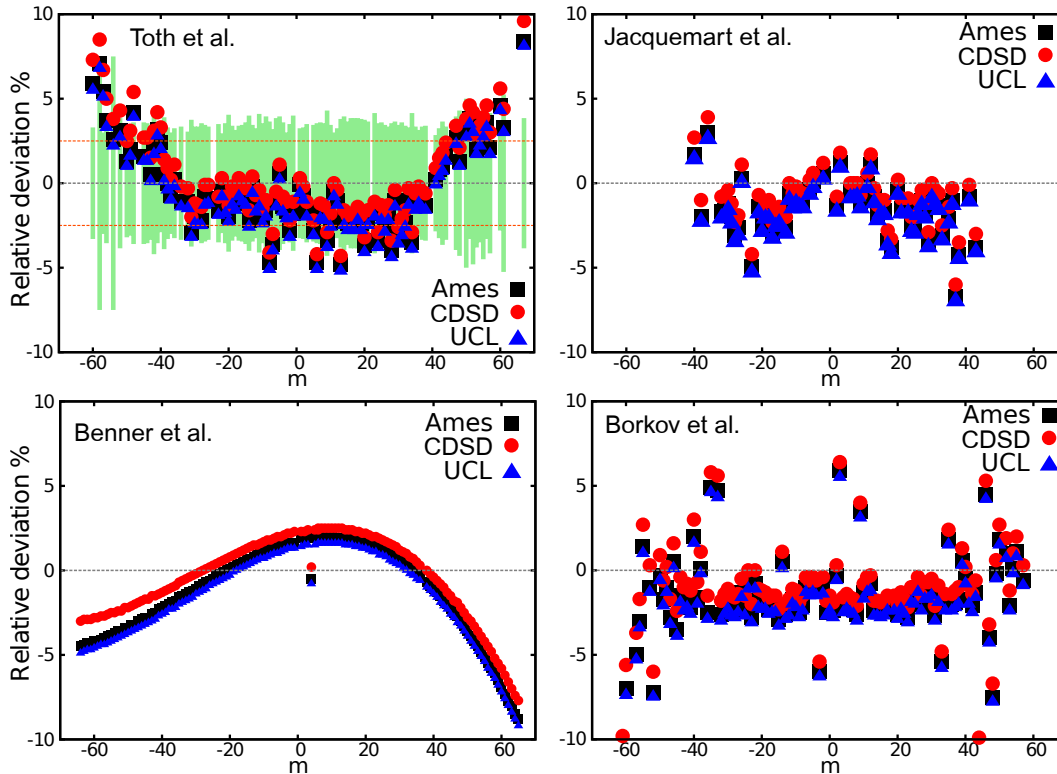 Relative deviation %
10
5
0
-5
-10
Toth et al.
Ames
CDSD
UCL
-60 -40 -20 0 20 40 60
m
10
5
0
-5
-10
Jacquemart et al.
Ames
CDSD
UCL
-60 -40 -20 0 20 40 60
m
Relative deviation %
10
5
0
-5
-10
Benner et al.
Ames
CDSD
UCL
-60 -40 -20 0 20 40 60
m
10
5
0
-5
-10
Borkov et al.
Ames
CDSD
UCL
-60 -40 -20 0 20 40 60
m